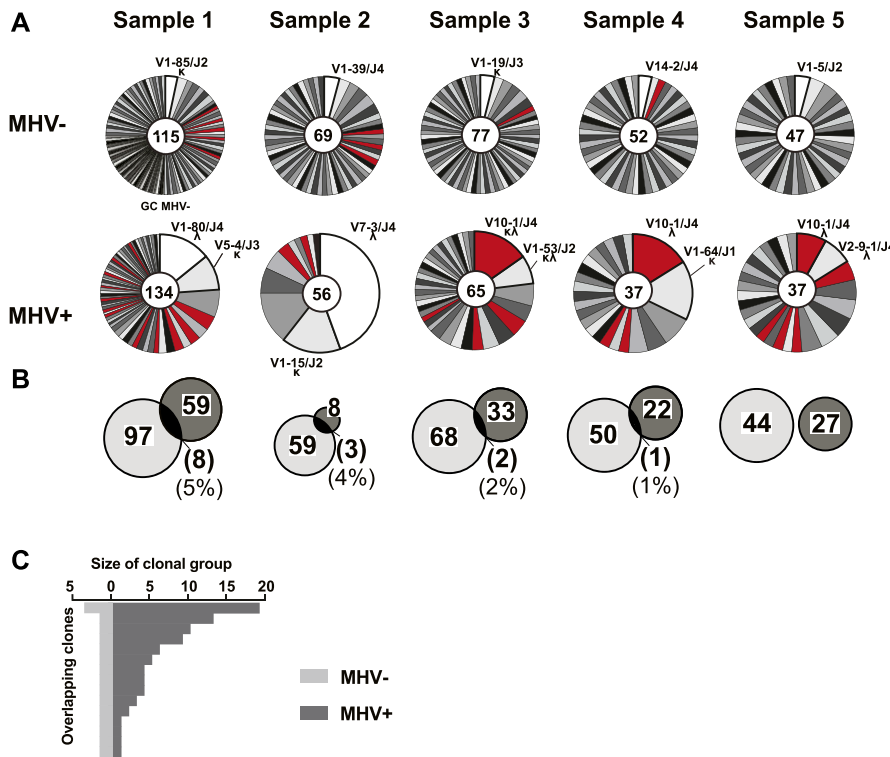 A
Sample 1
Sample 2
Sample 3
Sample 4
Sample 5
MHV-
V1-85/J2
κ
115
GC MHV-
V1-39/J4
69
V1-19/J3
κ
77
V14-2/J4
52
V1-5/J2
47
MHV+
V1-80/J4
λ
V5-4/J3
κ
134
V7-3/J4
λ
56
V1-15/J2
κ
V10-1/J4
κλ
V1-53/J2
κλ
65
V10-1/J4
λ
V1-64/J1
κ
37
V10-1/J4
λ
V2-9-1/J4
λ
37
B
97
59
(8)
(5%)
59
8
(3)
(4%)
68
33
(2)
(2%)
50
22
(1)
(1%)
44
27
C
Size of clonal group
5 0 5 10 15 20
Overlapping clones
MHV-
MHV+